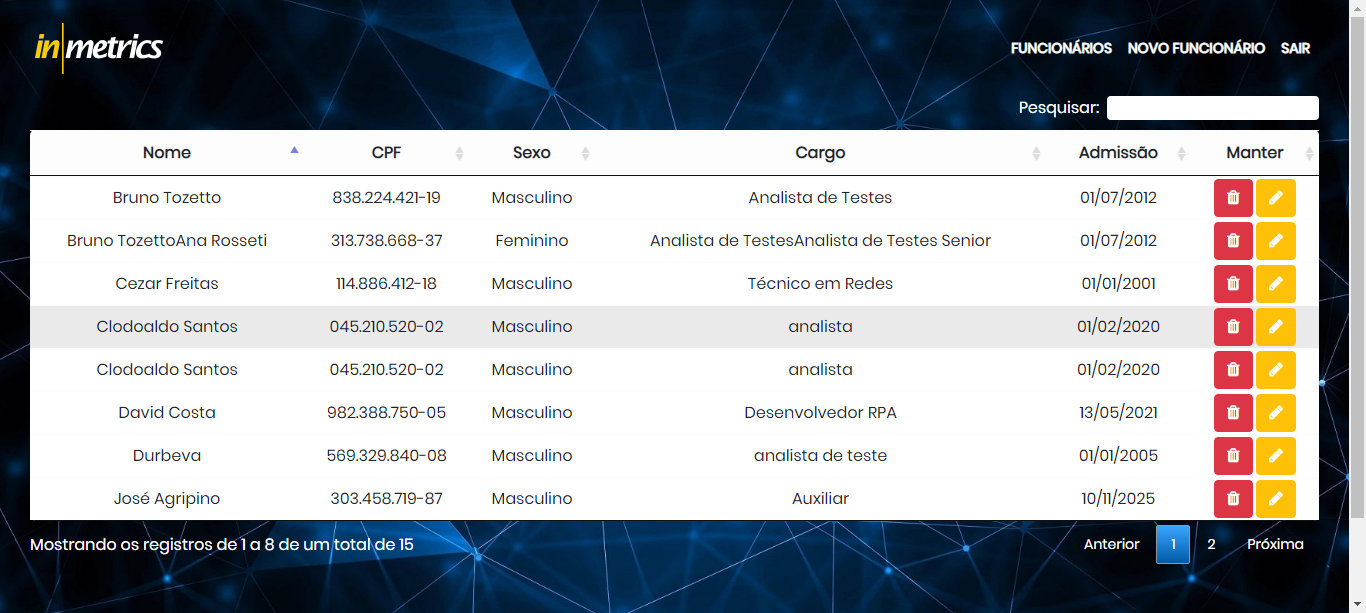 in|metrics
FUNCIONÁRIOS NOVO FUNCIONÁRIO SAIR
Pesquisar:
Nome CPF Sexo Cargo Admissão Manter
Bruno Tozetto 838.224.421-19 Masculino Analista de Testes 01/07/2012
Bruno TozettoAna Rosseti 313.738.668-37 Feminino Analista de TestesAnalista de Testes Senior 01/07/2012
Cezar Freitas 114.886.412-18 Masculino Técnico em Redes 01/01/2001
Clodoaldo Santos 045.210.520-02 Masculino analista 01/02/2020
Clodoaldo Santos 045.210.520-02 Masculino analista 01/02/2020
David Costa 982.388.750-05 Masculino Desenvolvedor RPA 13/05/2021
Durbeva 569.329.840-08 Masculino analista de teste 01/01/2005
José Agripino 303.458.719-87 Masculino Auxiliar 10/11/2025
Mostrando os registros de 1 a 8 de um total de 15 Anterior 1 2 Próxima